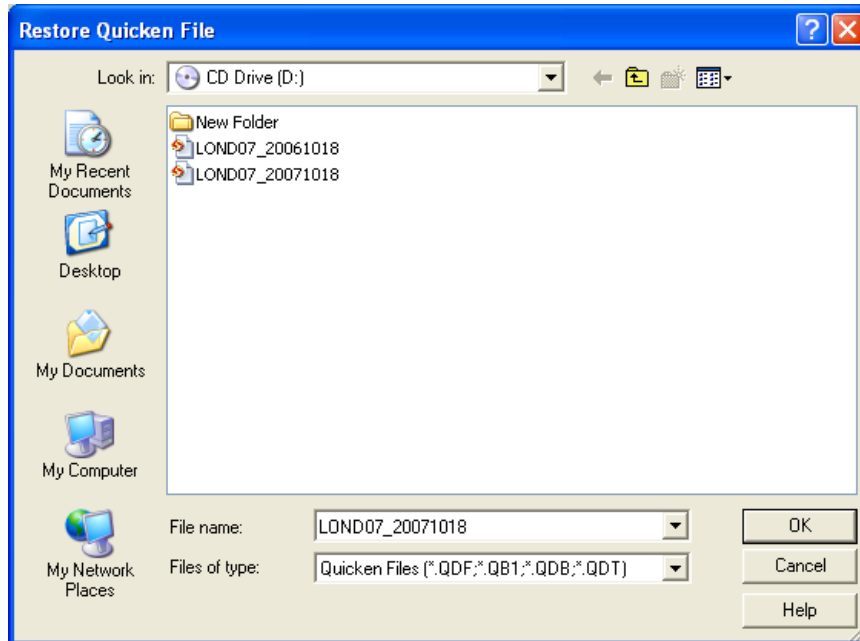 Restore Quicken File
Look in:
CD Drive (D:)
New Folder
LOND07_20061018
LOND07_20071018
My Recent
Documents
Desktop
My Documents
My Computer
My Network
Places
File name:
LOND07_20071018
OK
Files of type:
Quicken Files (*.QDF;*.QB1;*.QDB;*.QDT)
Cancel
Help